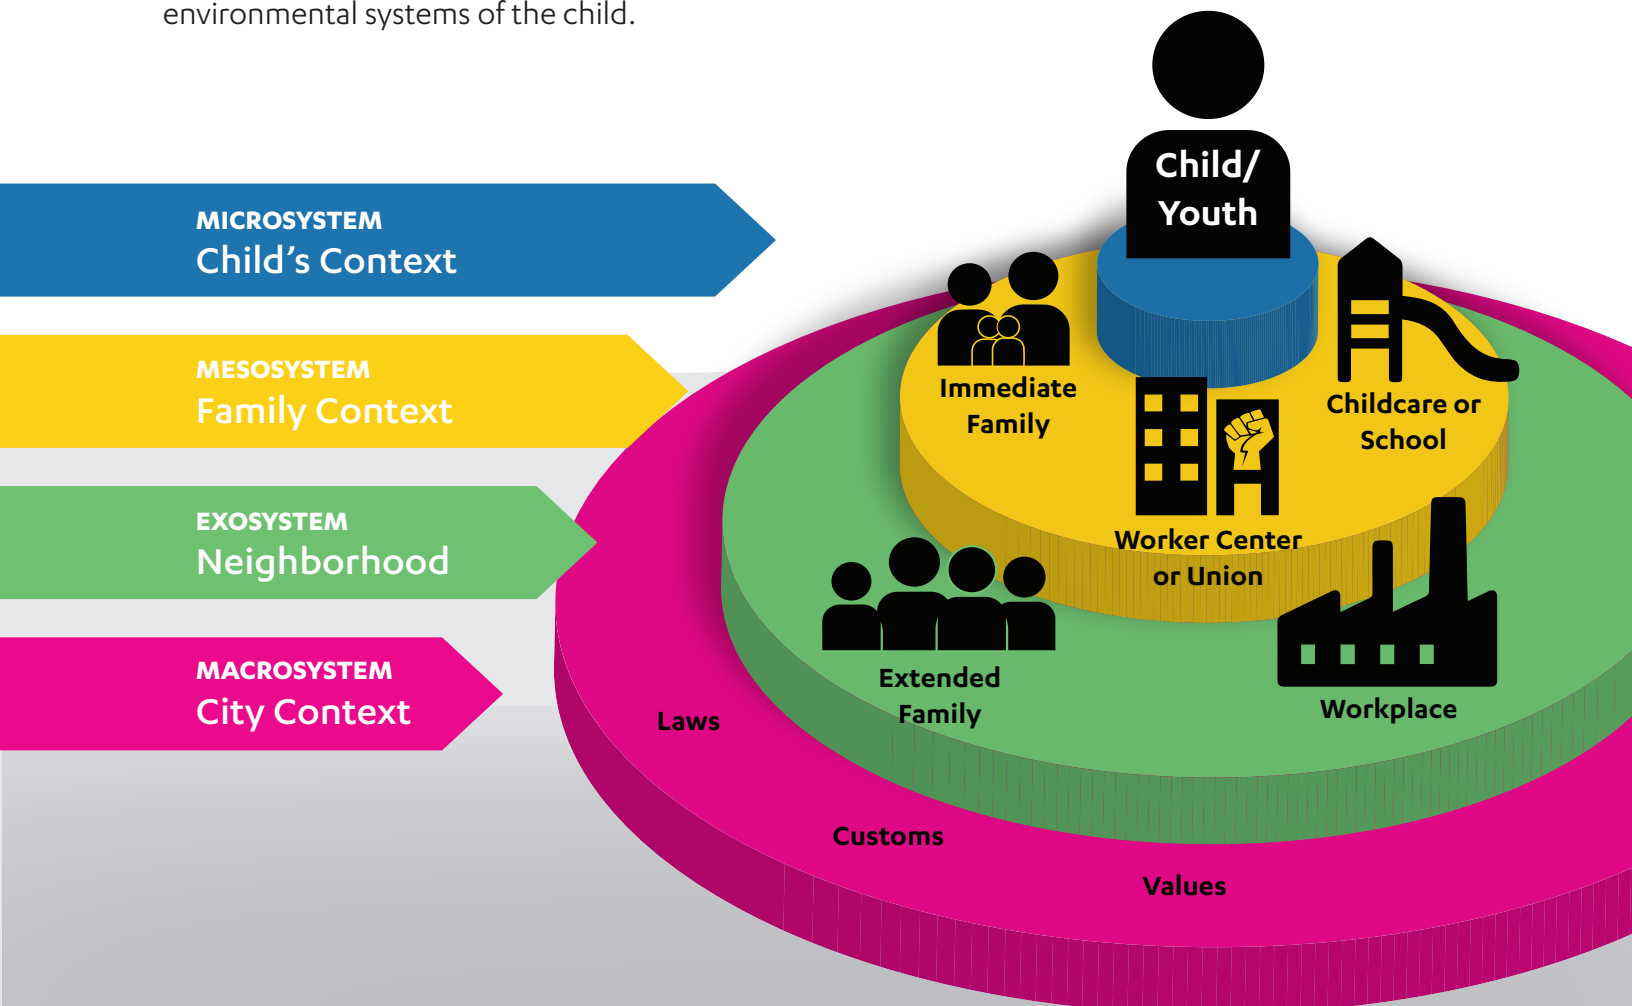 environmental systems of the child.
MICROSYSTEM
Child’s Context
MESOSYSTEM
Family Context
EXOSYSTEM
Neighborhood
MACROSYSTEM
City Context
Child/
Youth
Immediate
Family
Childcare or
School
Worker Center
or Union
Extended
Family
Workplace
Laws
Customs
Values